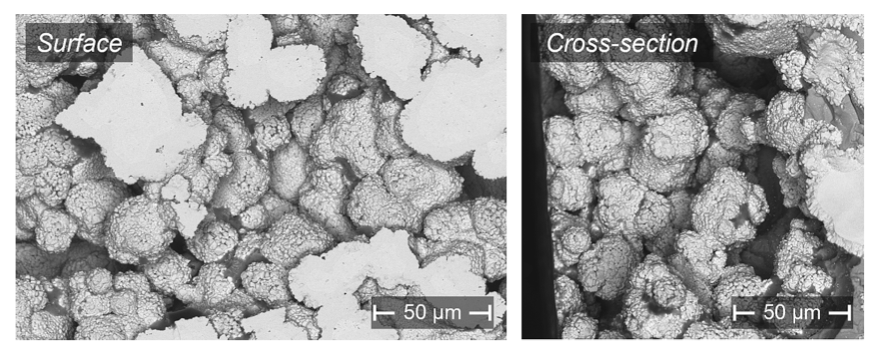 Surface
Cross-section
50 µm
50 µm